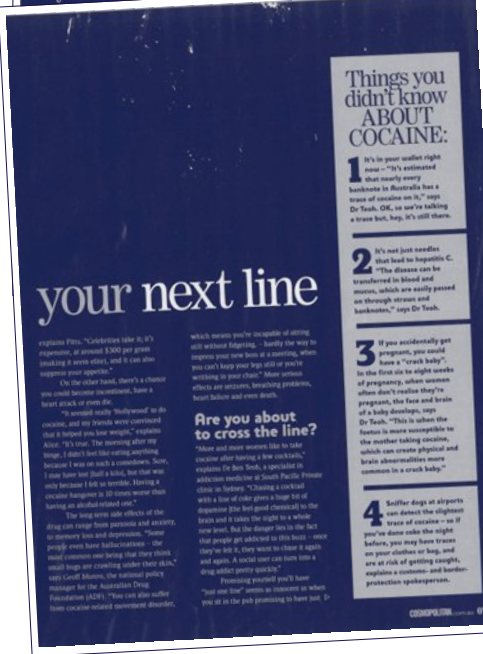 your next line
explains Pitts. "Celebrities take it; it's
expensive, at around $300 per gram
(making it seem elite), and it can also
suppress your appetite."
On the other hand, there's a chance
you could become incontinent, have a
heart attack or even die.
"It seemed really 'Hollywood' to do
cocaine, and my friends were convinced
that it helped you lose weight," explains
Alice. "It's true. The morning after my
binge, I didn't feel like eating anything
because I was on such a comedown. Sure,
I may have lost [half a kilo], but that was
only because I felt so terrible. Having a
cocaine hangover is 10 times worse than
having an alcohol-related one."
The long-term side effects of the
drug can range from paranoia and anxiety,
to memory loss and depression. "Some
people even have hallucinations – the
most common one being that they think
small bugs are crawling under their skin,"
says Geoff Munro, the national policy
manager for the Australian Drug
Foundation (ADF). "You can also suffer
from cocaine-related movement disorder,
which means you're incapable of sitting
still without fidgeting, – hardly the way to
impress your new boss at a meeting, when
you can't keep your legs still or you're
writhing in your chair." More serious
effects are seizures, breathing problems,
heart failure and even death.
Are you about
to cross the line?
"More and more women like to take
cocaine after having a few cocktails,"
explains Dr Ben Teoh, a specialist in
addiction medicine at South Pacific Private
clinic in Sydney. "Chasing a cocktail
with a line of coke gives a huge hit of
dopamine [the feel-good chemical] to the
brain and it takes the night to a whole
new level. But the danger lies in the fact
that people get addicted to this buzz – once
they've felt it, they want to chase it again
and again. A social user can turn into a
drug addict pretty quickly."
Promising yourself you'll have
"just one line" seems as innocent as when
you sit in the pub promising to have just
Things you
didn't know
ABOUT
COCAINE:
1 It's in your wallet right
now – "It's estimated
that nearly every
banknote in Australia has a
trace of cocaine on it," says
Dr Teoh. OK, so we're talking
a trace but, hey, it's still there.
2 It's not just needles
that lead to hepatitis C.
"The disease can be
transferred in blood and
mucus, which are easily passed
on through straws and
banknotes," says Dr Teoh.
3 If you accidentally get
pregnant, you could
have a "crack baby".
In the first six to eight weeks
of pregnancy, when women
often don't realise they're
pregnant, the face and brain
of a baby develops, says
Dr Teoh. "This is when the
foetus is more susceptible to
the mother taking cocaine,
which can create physical and
brain abnormalities more
common in a crack baby."
4 Sniffer dogs at airports
can detect the slightest
trace of cocaine – so if
you've done coke the night
before, you may have traces
on your clothes or bag, and
are at risk of getting caught,
explains a customs- and border-
protection spokesperson.
COSMOPOLITAN